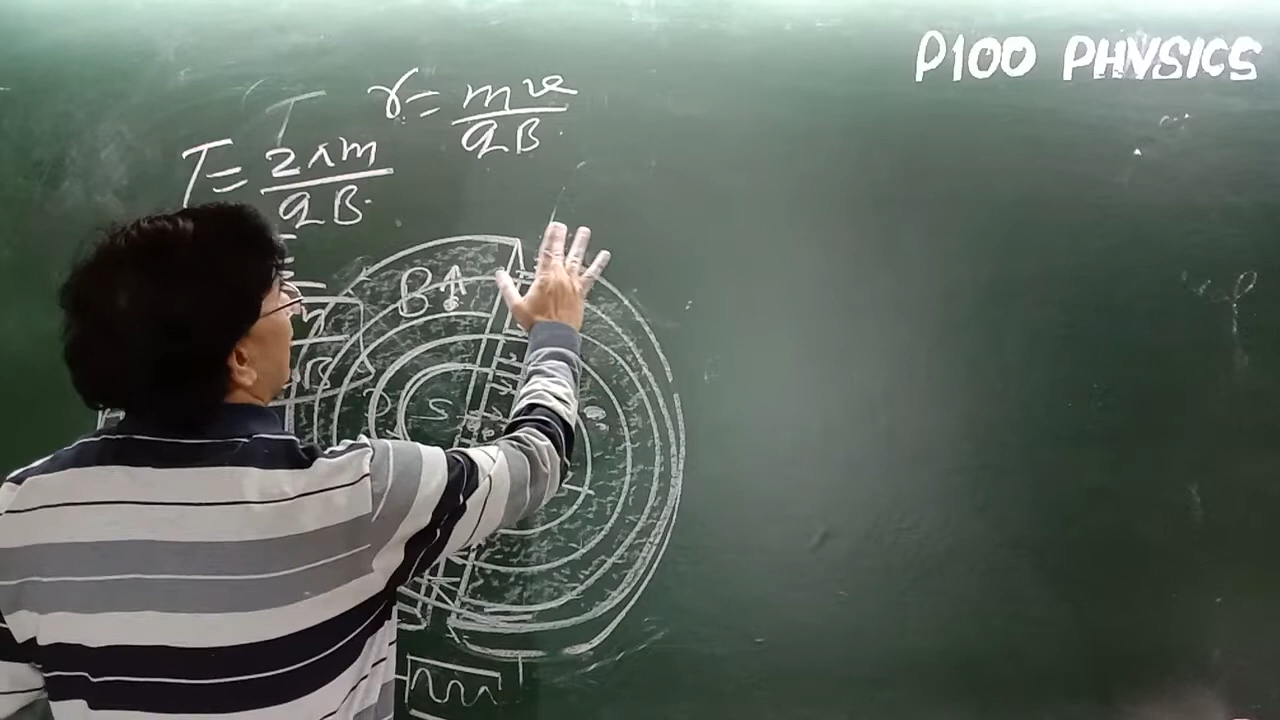 P100 PHYSICS
r = mv / qB
T
T = 2πm / qB
B
S